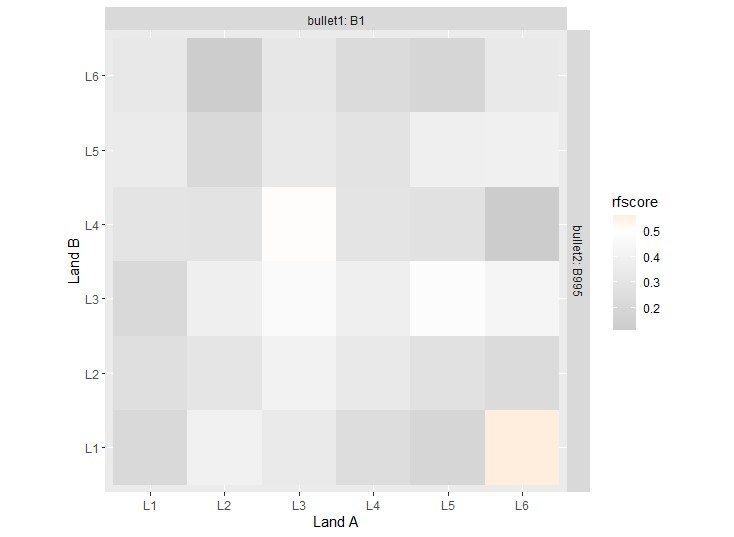 bullet1: B1
L6
L5
L4
L3
L2
L1
Land B
L1 L2 L3 L4 L5 L6
Land A
bullet2: B995
rfscore
0.5
0.4
0.3
0.2